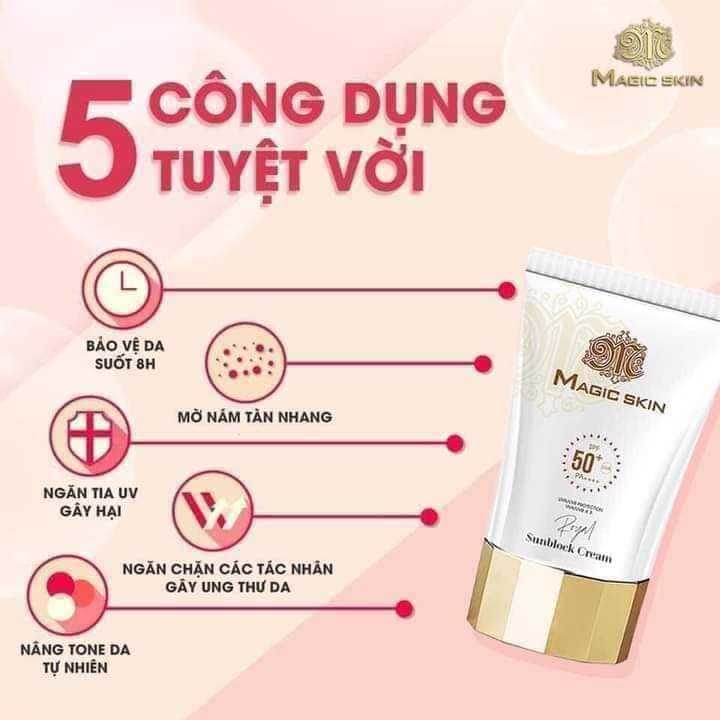 MAGIC SKIN
5 CÔNG DỤNG
TUYỆT VỜI
BẢO VỆ DA
SUỐT 8H
MỜ NÁM TÀN NHANG
NGĂN TIA UV
GÂY HẠI
NGĂN CHẶN CÁC TÁC NHÂN
GÂY UNG THƯ DA
NÂNG TONE DA
TỰ NHIÊN
MAGIC SKIN
SPF
50+
PA++++
Royal
Sunblock Cream